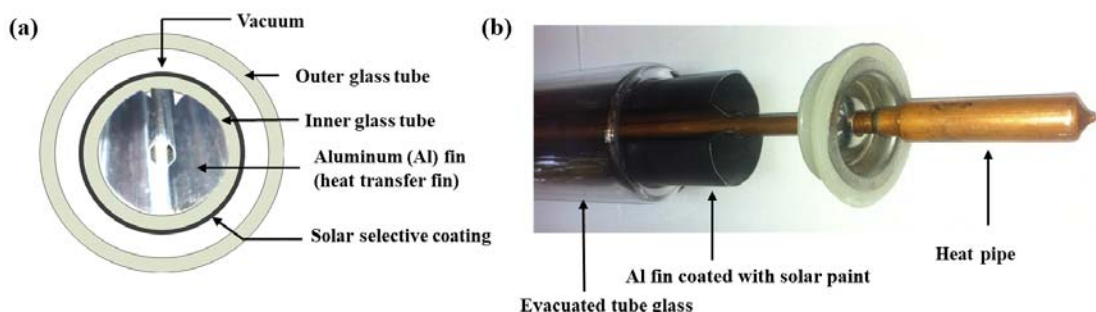 (a)
Vacuum
Outer glass tube
Inner glass tube
Aluminum (Al) fin
(heat transfer fin)
Solar selective coating
(b)
Heat pipe
Al fin coated with solar paint
Evacuated tube glass